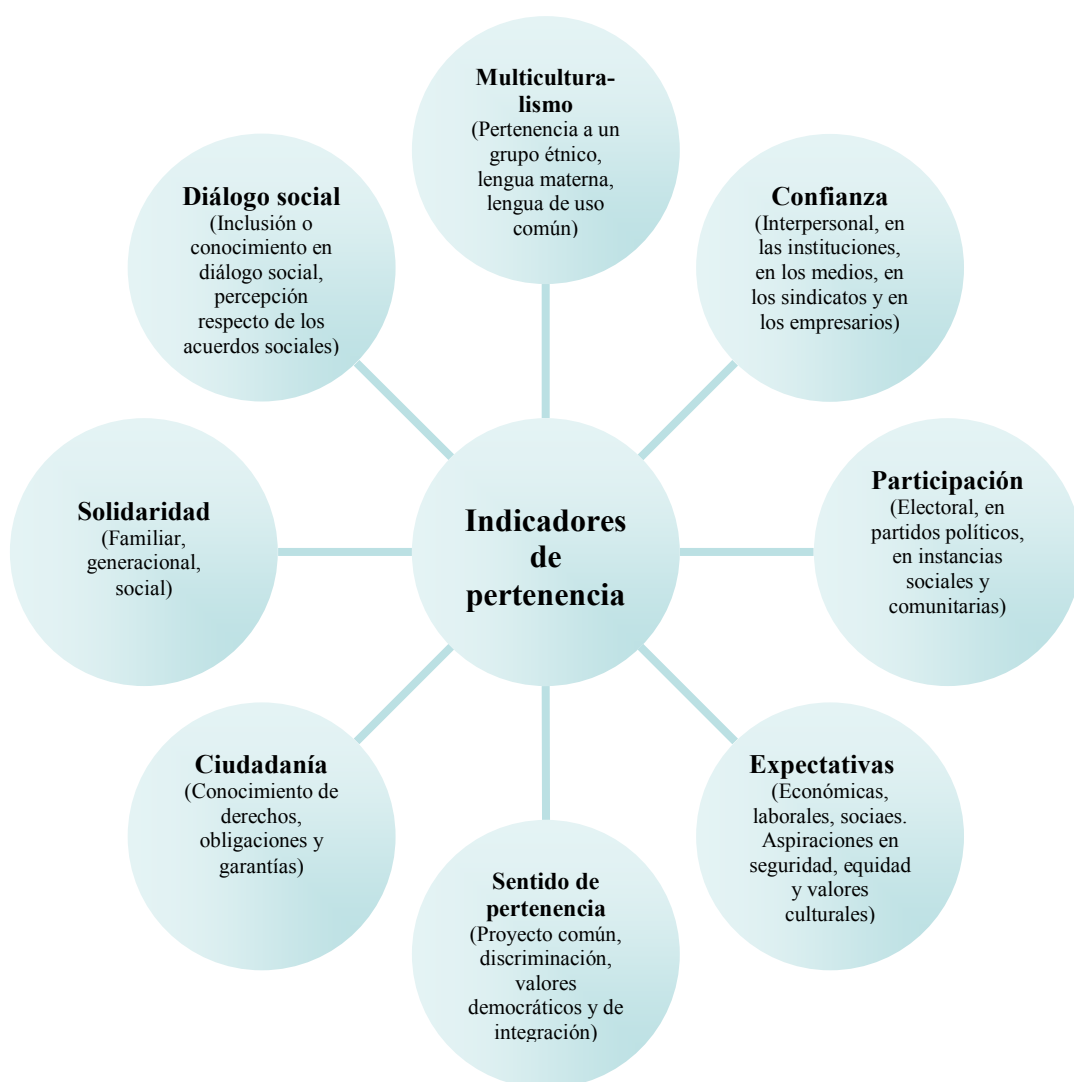 Multicultura-
lismo
(Pertenencia a un
grupo étnico,
lengua materna,
lengua de uso
común)
Confianza
(Interpersonal, en
las instituciones,
en los medios, en
los sindicatos y en
los empresarios)
Participación
(Electoral, en
partidos políticos,
en instancias
sociales y
comunitarias)
Expectativas
(Económicas,
laborales, sociaes.
Aspiraciones en
seguridad, equidad
y valores
culturales)
Sentido de
pertenencia
(Proyecto común,
discriminación,
valores
democráticos y de
integración)
Ciudadanía
(Conocimiento de
derechos,
obligaciones y
garantías)
Solidaridad
(Familiar,
generacional,
social)
Diálogo social
(Inclusión o
conocimiento en
diálogo social,
percepción
respecto de los
acuerdos sociales)
Indicadores
de
pertenencia